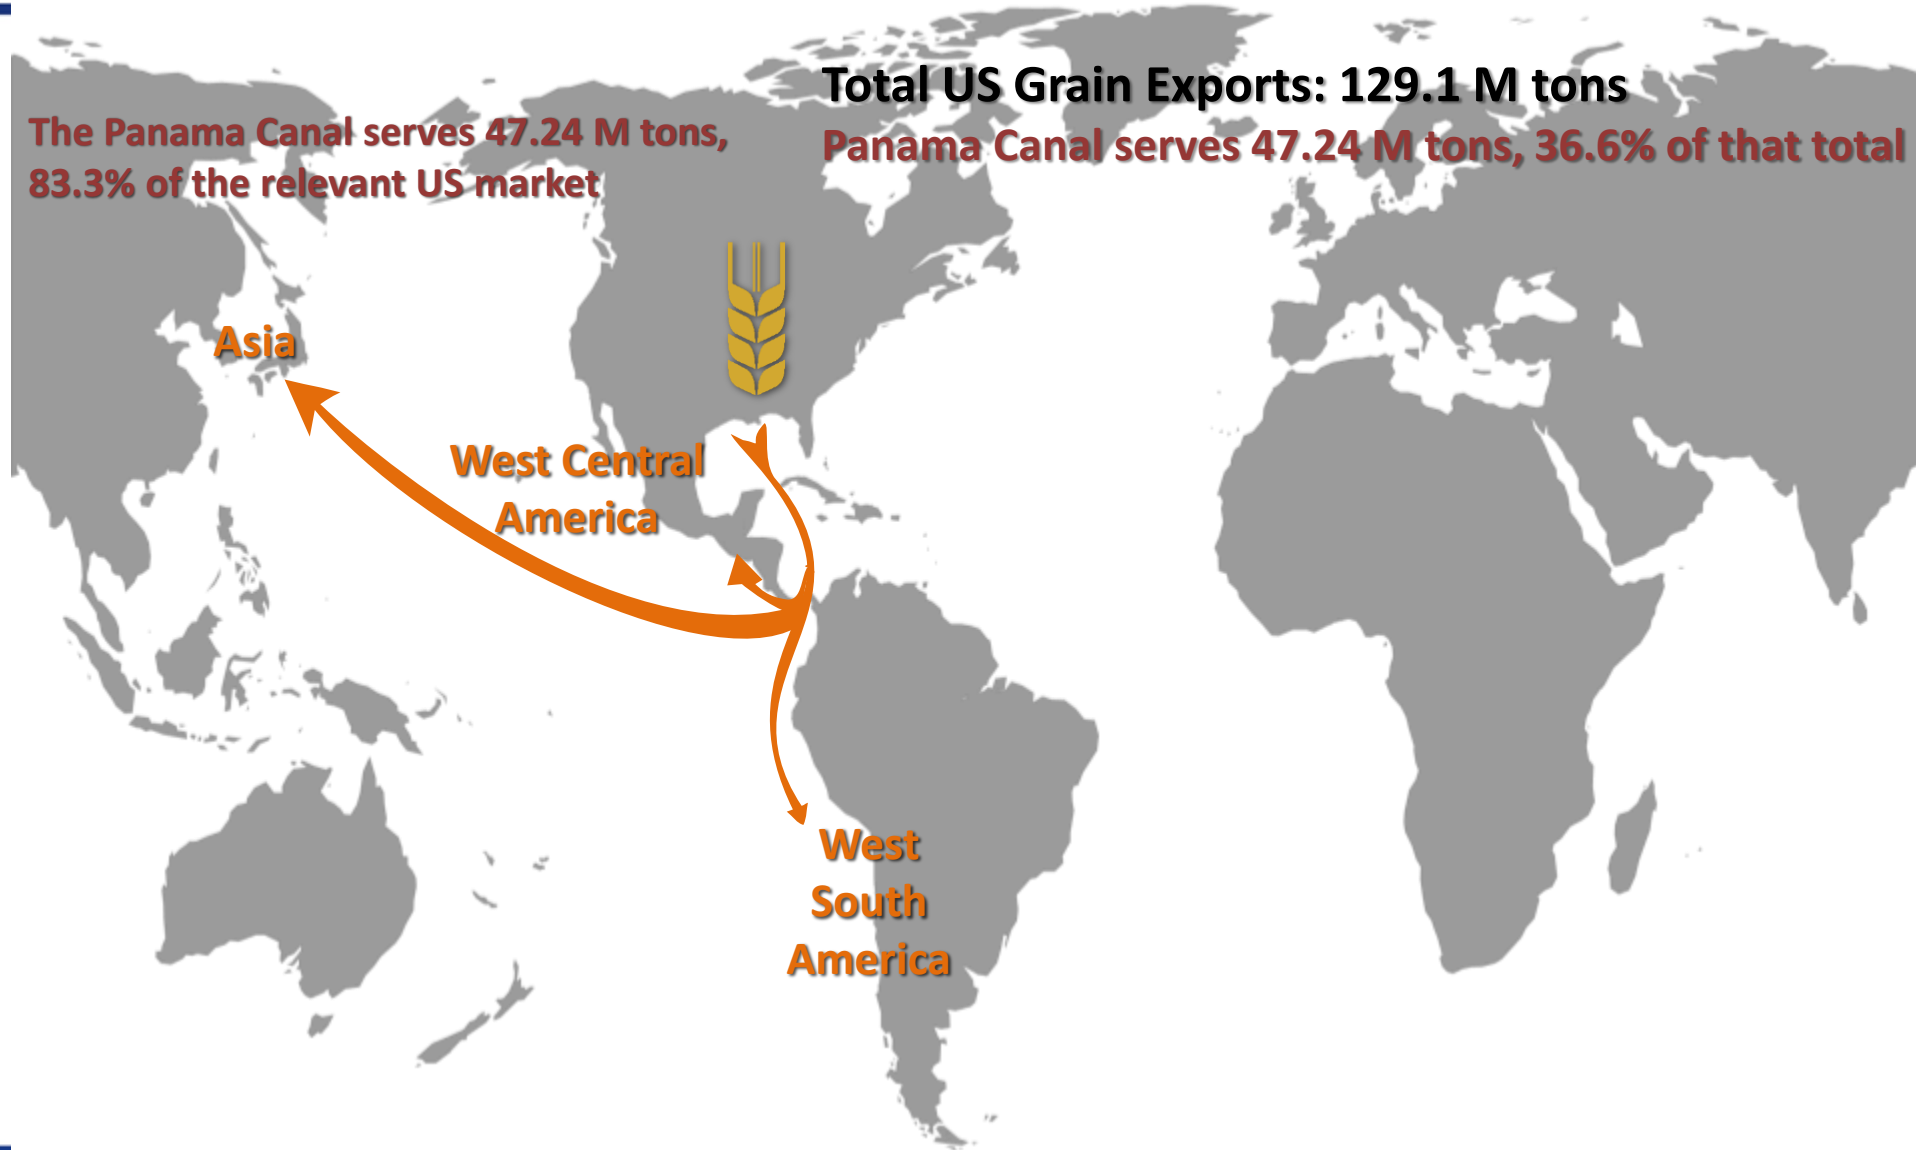 Total US Grain Exports: 129.1 M tons
Panama Canal serves 47.24 M tons, 36.6% of that total
The Panama Canal serves 47.24 M tons,
83.3% of the relevant US market
Asia
West Central
America
West
South
America